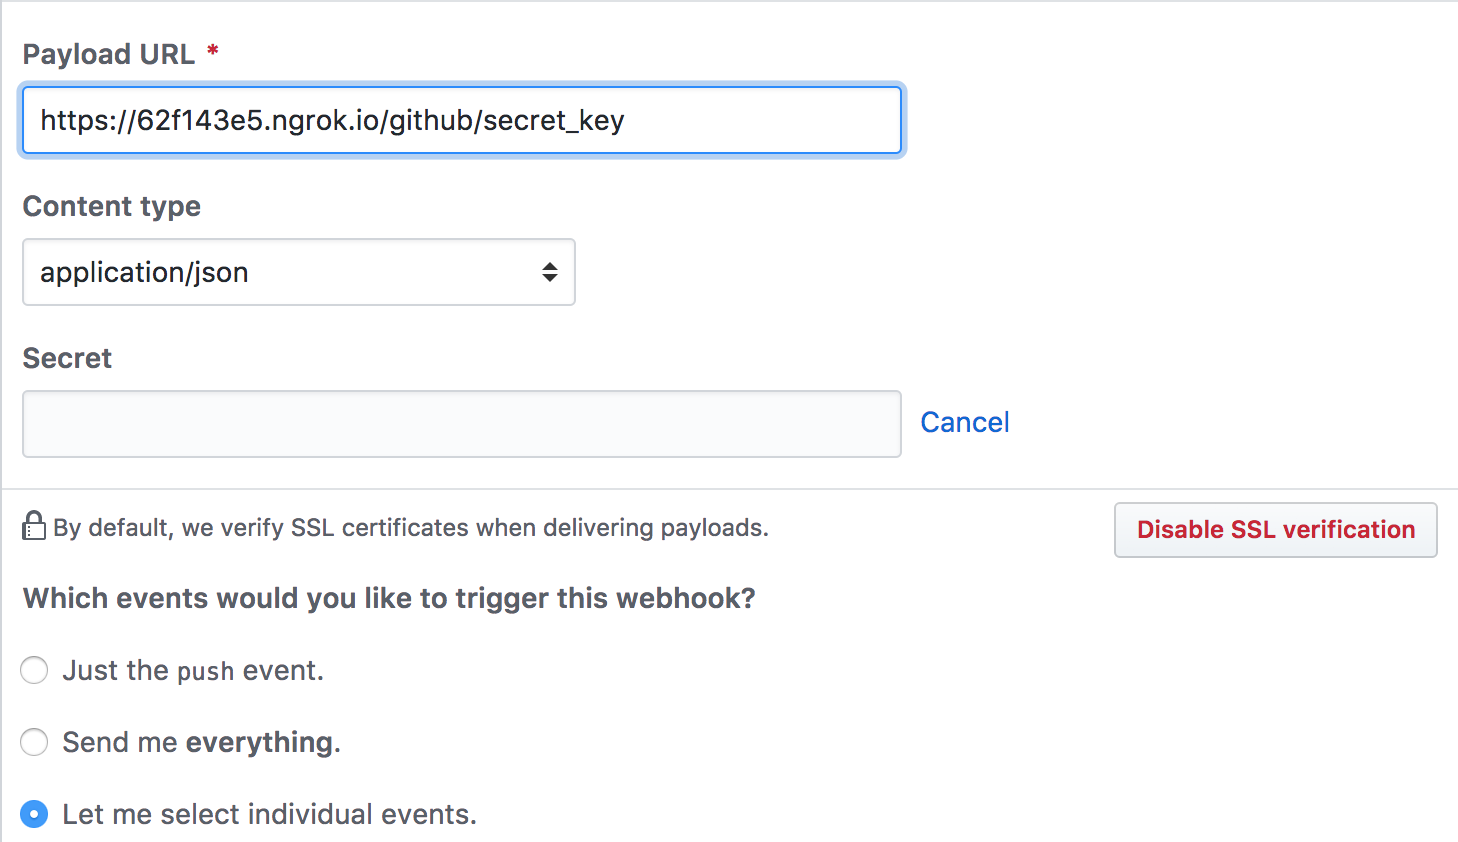 Payload URL *
https://62f143e5.ngrok.io/github/secret_key
Content type
application/json
Secret
Cancel
By default, we verify SSL certificates when delivering payloads.
Disable SSL verification
Which events would you like to trigger this webhook?
Just the push event.
Send me everything.
Let me select individual events.